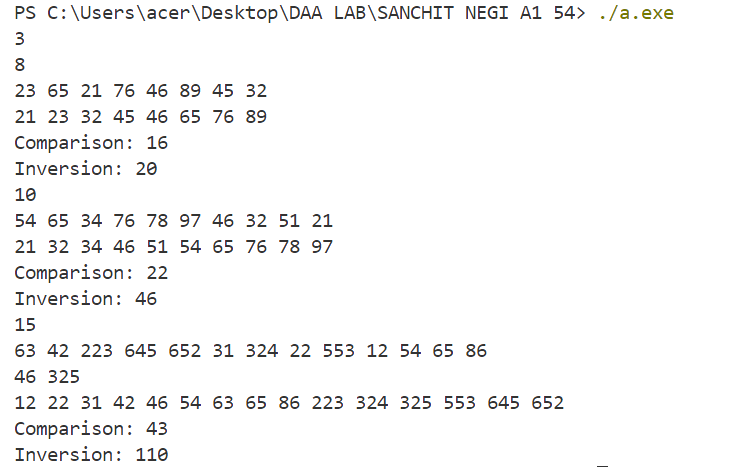 PS C:\Users\acer\Desktop\DAA LAB\SANCHIT NEGI A1 54> ./a.exe
3
8
23 65 21 76 46 89 45 32
21 23 32 45 46 65 76 89
Comparison: 16
Inversion: 20
10
54 65 34 76 78 97 46 32 51 21
21 32 34 46 51 54 65 76 78 97
Comparison: 22
Inversion: 46
15
63 42 223 645 652 31 324 22 553 12 54 65 86
46 325
12 22 31 42 46 54 63 65 86 223 324 325 553 645 652
Comparison: 43
Inversion: 110